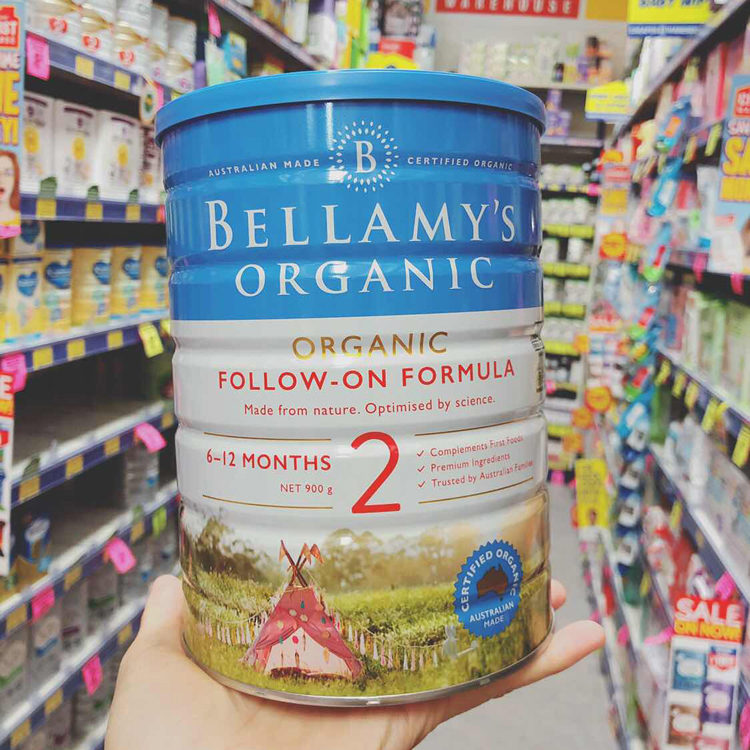 WAREHOUSE
AUSTRALIAN MADE
B
CERTIFIED ORGANIC
BELLAMY'S
ORGANIC
ORGANIC
FOLLOW-ON FORMULA
Made from nature. Optimised by science.
6–12 MONTHS
NET 900 g
2
✓ Complements First Foods
✓ Premium Ingredients
✓ Trusted by Australian Families
CERTIFIED ORGANIC
AUSTRALIAN
MADE
SALE
ON NOW!